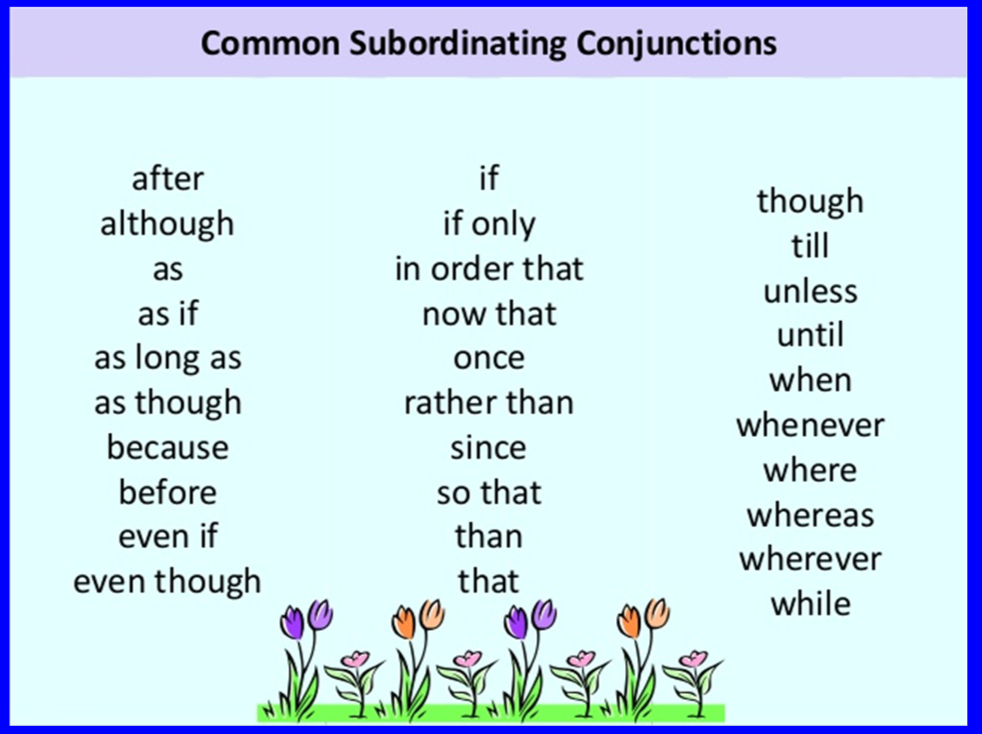 Common Subordinating Conjunctions
after
although
as
as if
as long as
as though
because
before
even if
even though
if
if only
in order that
now that
once
rather than
since
so that
than
that
though
till
unless
until
when
whenever
where
whereas
wherever
while